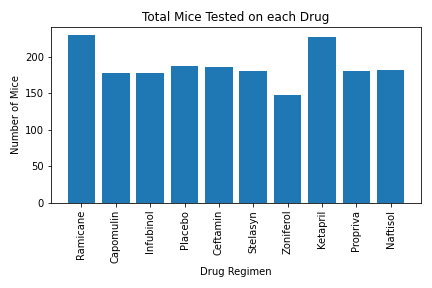 Total Mice Tested on each Drug
Number of Mice
200
150
100
50
0
Ramicane
Capomulin
Infubinol
Placebo
Ceftamin
Stelasyn
Zoniferol
Ketapril
Propriva
Naftisol
Drug Regimen